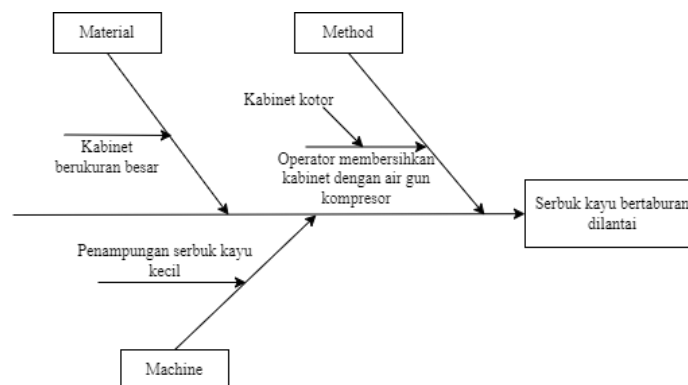 Material
Method
Kabinet kotor
Kabinet
berukuran besar
Operator membersihkan
kabinet dengan air gun
kompresor
Serbuk kayu bertaburan
dilantai
Penampungan serbuk kayu
kecil
Machine